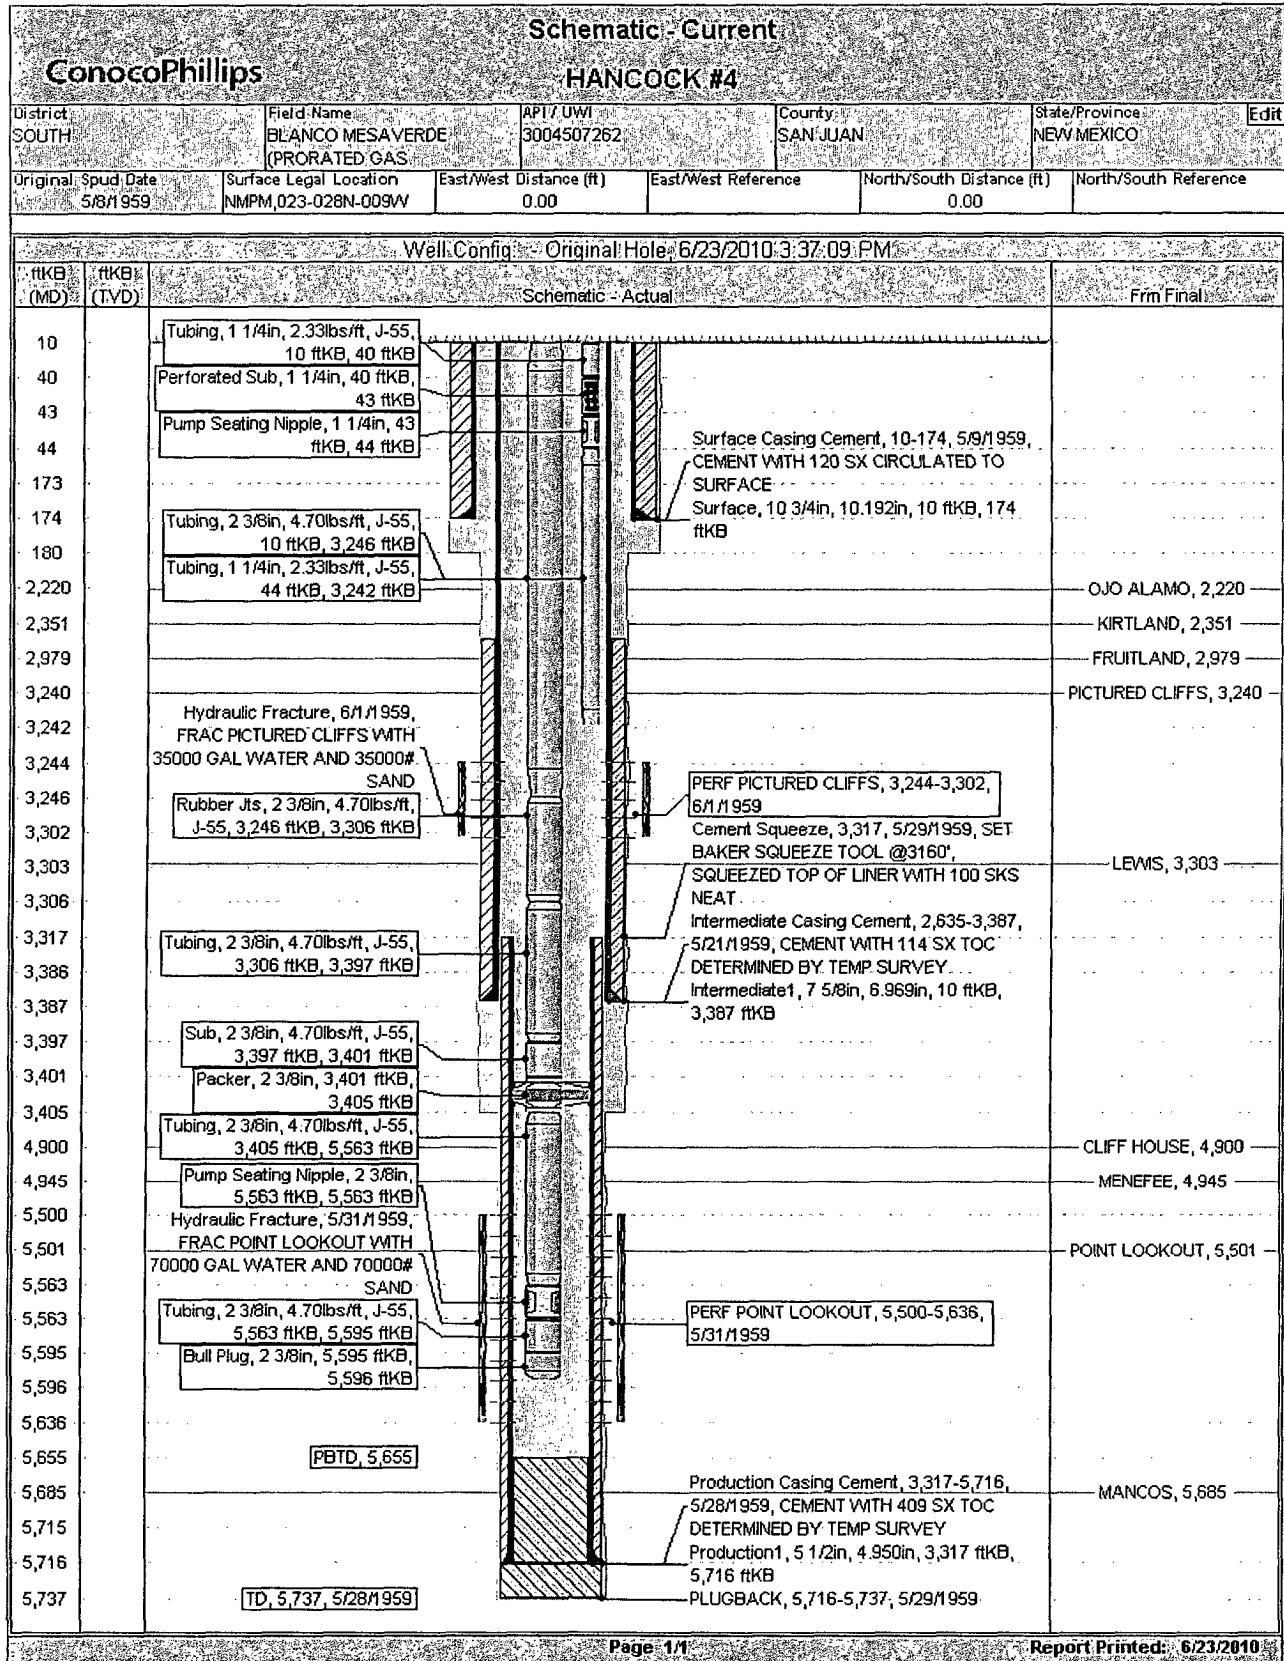 Schematic - Current
ConocoPhillips
HANCOCK #4
District
SOUTH
Field Name
BLANCO MESAVERDE
(PRORATED GAS
API / UWI
3004507262
County
SAN JUAN
State/Province
NEW MEXICO
Edit
Original Spud Date
5/8/1959
Surface Legal Location
NMPM,023-028N-009W
East/West Distance (ft)
0.00
East/West Reference
North/South Distance (ft)
0.00
North/South Reference
Well Config: - Original Hole, 6/23/2010 3:37:09 PM
ftKB
(MD)
ftKB
(TVD)
Schematic - Actual
Frm Final
10
40
43
44
173
174
180
2,220
2,351
2,979
3,240
3,242
3,244
3,246
3,302
3,303
3,306
3,317
3,386
3,387
3,397
3,401
3,405
4,900
4,945
5,500
5,501
5,563
5,563
5,595
5,596
5,636
5,655
5,685
5,715
5,716
5,737
Tubing, 1 1/4in, 2.33lbs/ft, J-55,
10 ftKB, 40 ftKB
Perforated Sub, 1 1/4in, 40 ftKB,
43 ftKB
Pump Seating Nipple, 1 1/4in, 43
ftKB, 44 ftKB
Tubing, 2 3/8in, 4.70lbs/ft, J-55,
10 ftKB, 3,246 ftKB
Tubing, 1 1/4in, 2.33lbs/ft, J-55,
44 ftKB, 3,242 ftKB
Hydraulic Fracture, 6/1/1959,
FRAC PICTURED CLIFFS WITH
35000 GAL WATER AND 35000#
SAND
Rubber Jts, 2 3/8in, 4.70lbs/ft,
J-55, 3,246 ftKB, 3,306 ftKB
Tubing, 2 3/8in, 4.70lbs/ft, J-55,
3,306 ftKB, 3,397 ftKB
Sub, 2 3/8in, 4.70lbs/ft, J-55,
3,397 ftKB, 3,401 ftKB
Packer, 2 3/8in, 3,401 ftKB,
3,405 ftKB
Tubing, 2 3/8in, 4.70lbs/ft, J-55,
3,405 ftKB, 5,563 ftKB
Pump Seating Nipple, 2 3/8in,
5,563 ftKB, 5,563 ftKB
Hydraulic Fracture, 5/31/1959,
FRAC POINT LOOKOUT WITH
70000 GAL WATER AND 70000#
SAND
Tubing, 2 3/8in, 4.70lbs/ft, J-55,
5,563 ftKB, 5,595 ftKB
Bull Plug, 2 3/8in, 5,595 ftKB,
5,596 ftKB
PBTD, 5,655
TD, 5,737, 5/28/1959
Surface Casing Cement, 10-174, 5/9/1959,
CEMENT WITH 120 SX CIRCULATED TO
SURFACE
Surface, 10 3/4in, 10.192in, 10 ftKB, 174
ftKB
PERF PICTURED CLIFFS, 3,244-3,302,
6/1/1959
Cement Squeeze, 3,317, 5/29/1959, SET
BAKER SQUEEZE TOOL @3160',
SQUEEZED TOP OF LINER WITH 100 SKS
NEAT
Intermediate Casing Cement, 2,635-3,387,
5/21/1959, CEMENT WITH 114 SX TOC
DETERMINED BY TEMP SURVEY
Intermediate1, 7 5/8in, 6.969in, 10 ftKB,
3,387 ftKB
PERF POINT LOOKOUT, 5,500-5,636,
5/31/1959
Production Casing Cement, 3,317-5,716,
5/28/1959, CEMENT WITH 409 SX TOC
DETERMINED BY TEMP SURVEY
Production1, 5 1/2in, 4.950in, 3,317 ftKB,
5,716 ftKB
PLUGBACK, 5,716-5,737, 5/29/1959
OJO ALAMO, 2,220
KIRTLAND, 2,351
FRUITLAND, 2,979
PICTURED CLIFFS, 3,240
LEWIS, 3,303
CLIFF HOUSE, 4,900
MENEFEE, 4,945
POINT LOOKOUT, 5,501
MANCOS, 5,685
Page 1/1
Report Printed: 6/23/2010